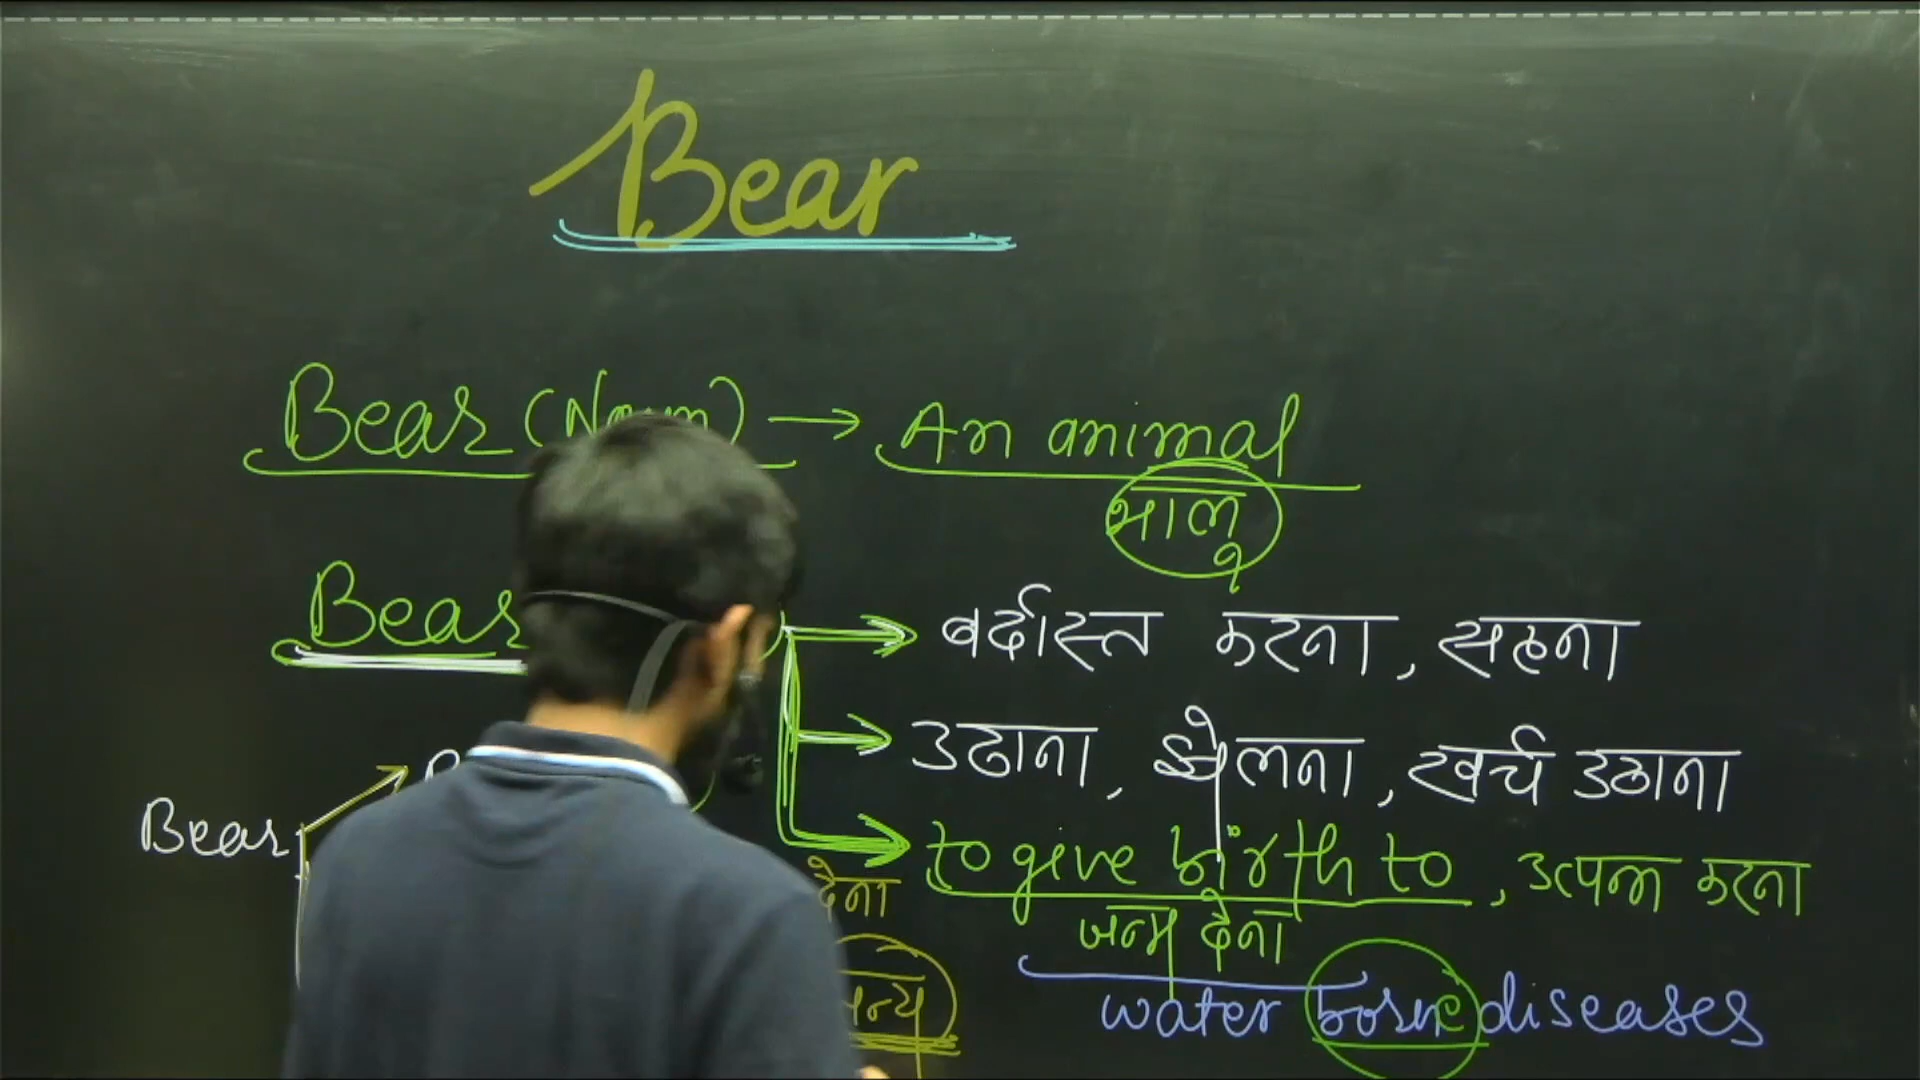 Bear
Bear (Noun) → An animal
भालू
Bear → बर्दास्त करना, सहना
→ उठाना, झेलना, खर्च उठाना
Bear
→ to give birth to, उत्पन्न करना
देना
जन्म देना
water borne diseases